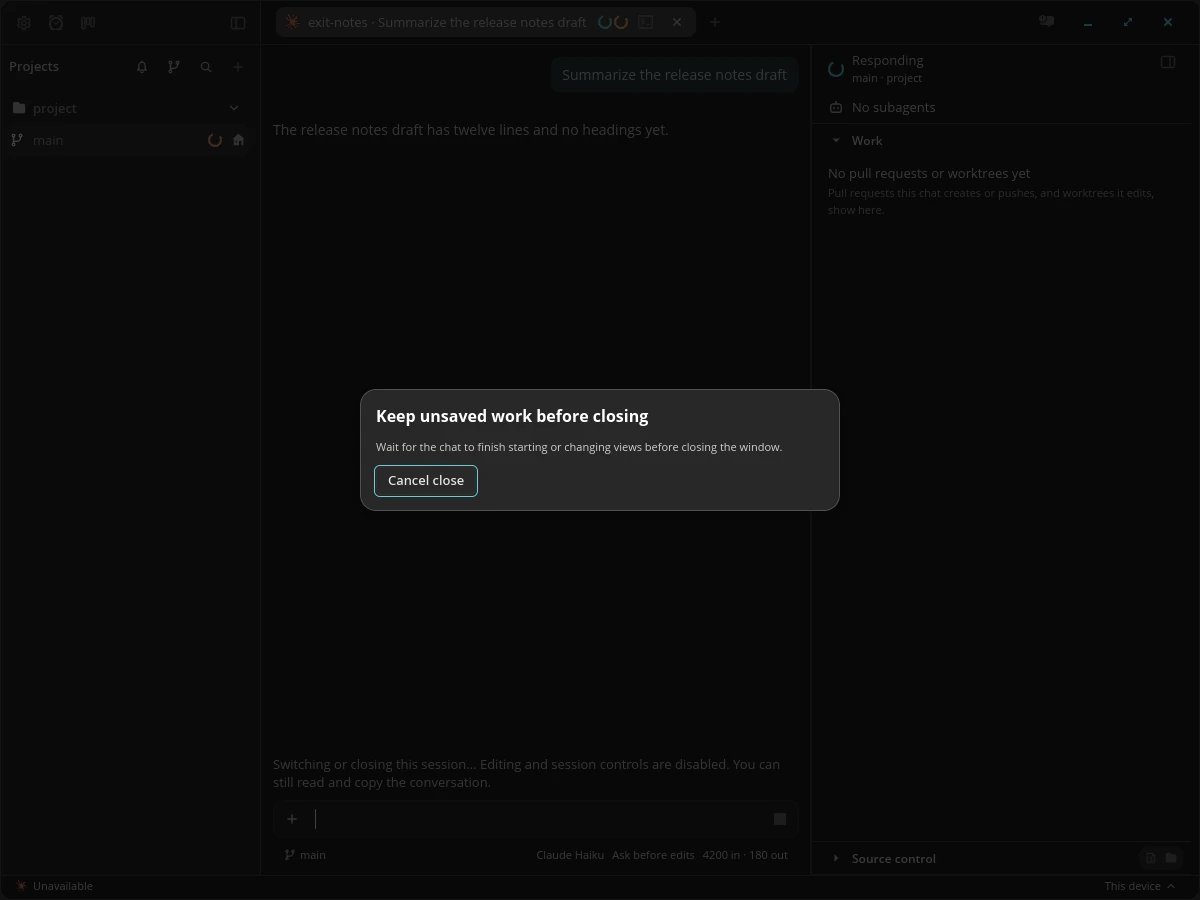 exit-notes · Summarize the release notes draft
Projects
project
main
Summarize the release notes draft
The release notes draft has twelve lines and no headings yet.
Responding
main · project
No subagents
Work
No pull requests or worktrees yet
Pull requests this chat creates or pushes, and worktrees it edits,
show here.
Keep unsaved work before closing
Wait for the chat to finish starting or changing views before closing the window.
Cancel close
Switching or closing this session... Editing and session controls are disabled. You can
still read and copy the conversation.
main
Claude Haiku Ask before edits 4200 in · 180 out
Source control
Unavailable
This device